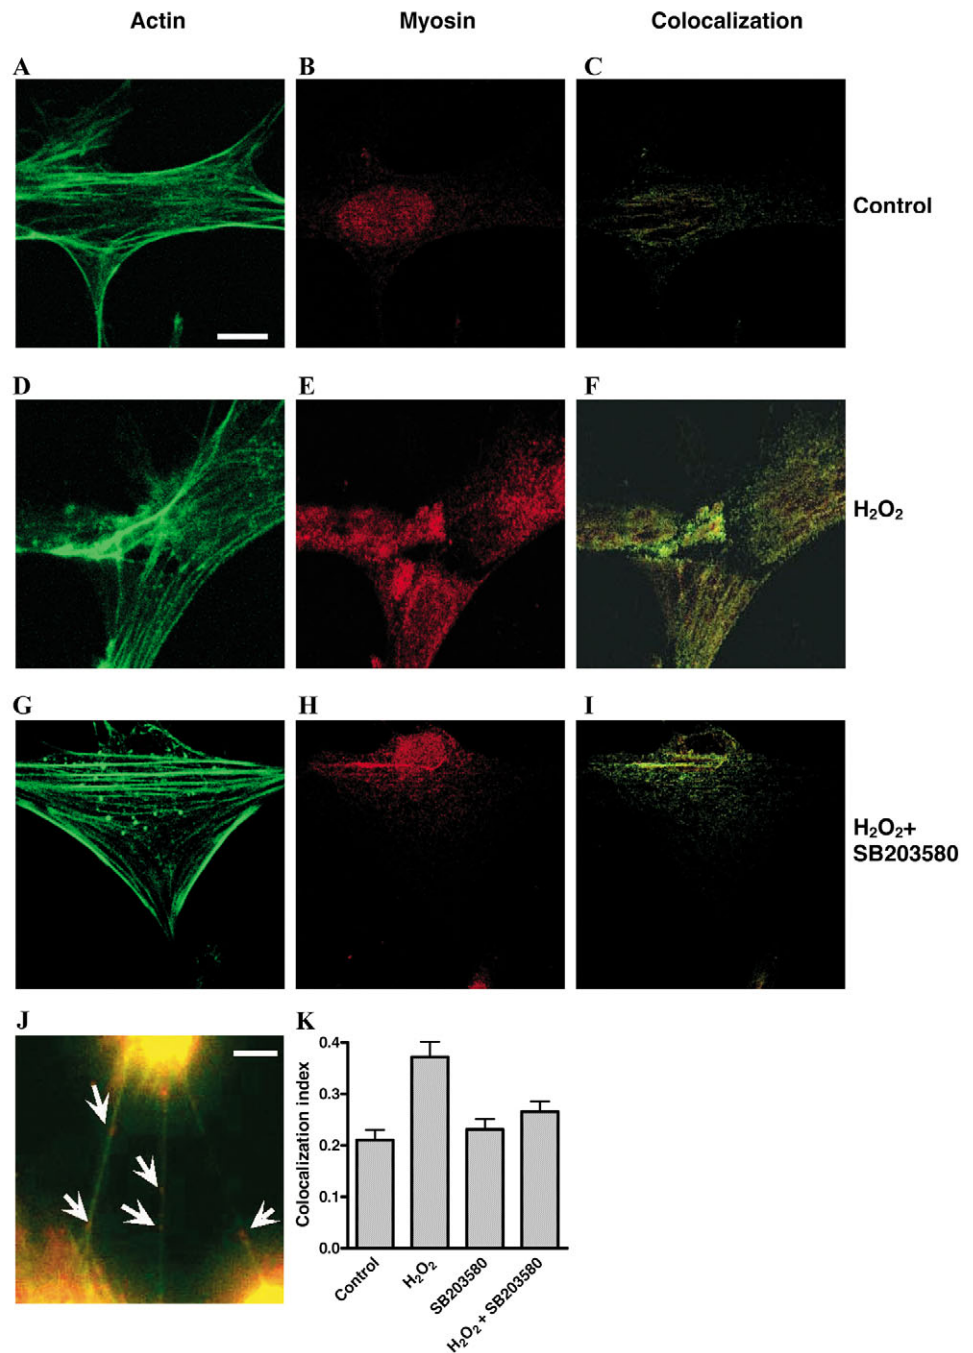 Actin Myosin Colocalization
A B C
Control
D E F
H₂O₂
G H I
H₂O₂+
SB203580
J K
Colocalization index
0.4
0.3
0.2
0.1
0.0
Control
H₂O₂
SB203580
H₂O₂ + SB203580